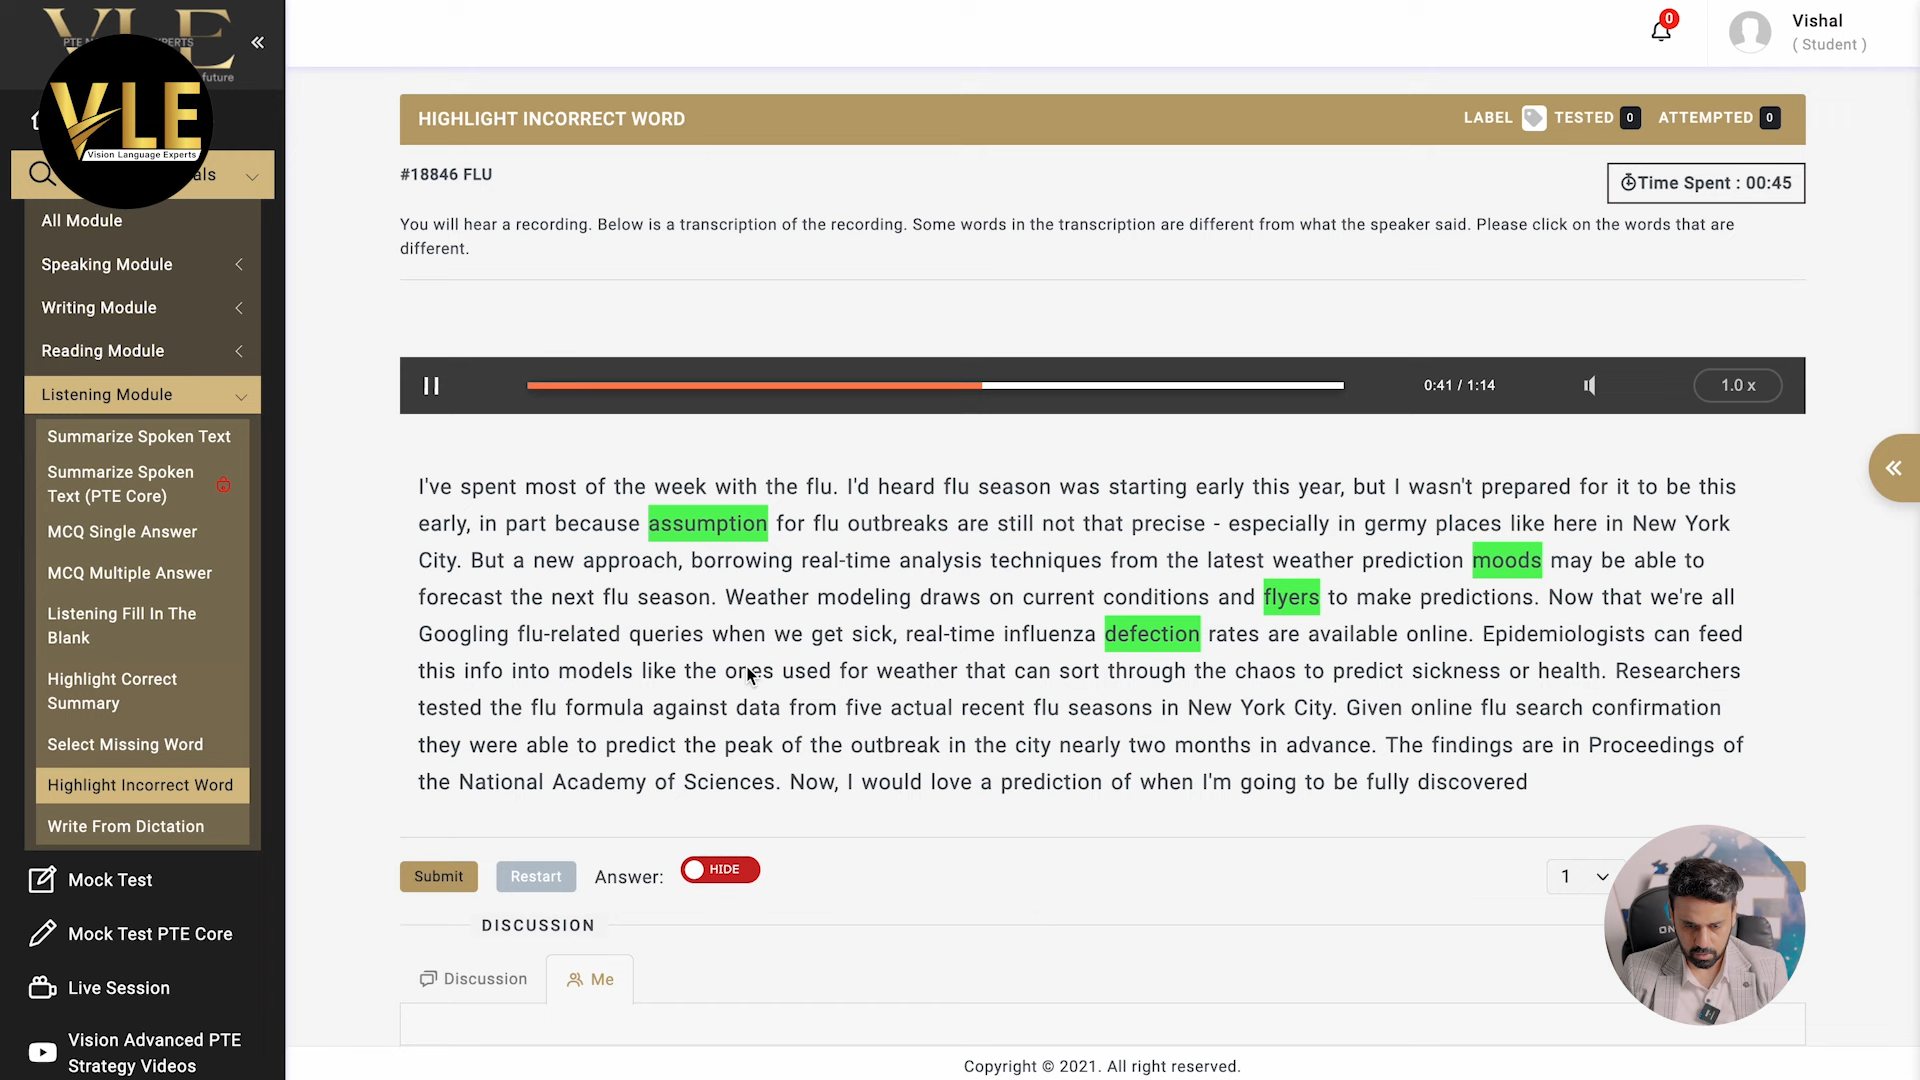 VLE
PTE N
PERTS
future
VLE
Vision Language Experts
als
All Module
Speaking Module
Writing Module
Reading Module
Listening Module
Summarize Spoken Text
Summarize Spoken
Text (PTE Core)
MCQ Single Answer
MCQ Multiple Answer
Listening Fill In The
Blank
Highlight Correct
Summary
Select Missing Word
Highlight Incorrect Word
Write From Dictation
Mock Test
Mock Test PTE Core
Live Session
Vision Advanced PTE
Strategy Videos
0
Vishal
( Student )
HIGHLIGHT INCORRECT WORD
LABEL TESTED 0 ATTEMPTED 0
#18846 FLU
Time Spent : 00:45
You will hear a recording. Below is a transcription of the recording. Some words in the transcription are different from what the speaker said. Please click on the words that are
different.
0:41 / 1:14
1.0 x
I've spent most of the week with the flu. I'd heard flu season was starting early this year, but I wasn't prepared for it to be this
early, in part because assumption for flu outbreaks are still not that precise - especially in germy places like here in New York
City. But a new approach, borrowing real-time analysis techniques from the latest weather prediction moods may be able to
forecast the next flu season. Weather modeling draws on current conditions and flyers to make predictions. Now that we're all
Googling flu-related queries when we get sick, real-time influenza defection rates are available online. Epidemiologists can feed
this info into models like the ones used for weather that can sort through the chaos to predict sickness or health. Researchers
tested the flu formula against data from five actual recent flu seasons in New York City. Given online flu search confirmation
they were able to predict the peak of the outbreak in the city nearly two months in advance. The findings are in Proceedings of
the National Academy of Sciences. Now, I would love a prediction of when I'm going to be fully discovered
Submit
Restart
Answer:
HIDE
1
DISCUSSION
Discussion
Me
Copyright © 2021. All right reserved.